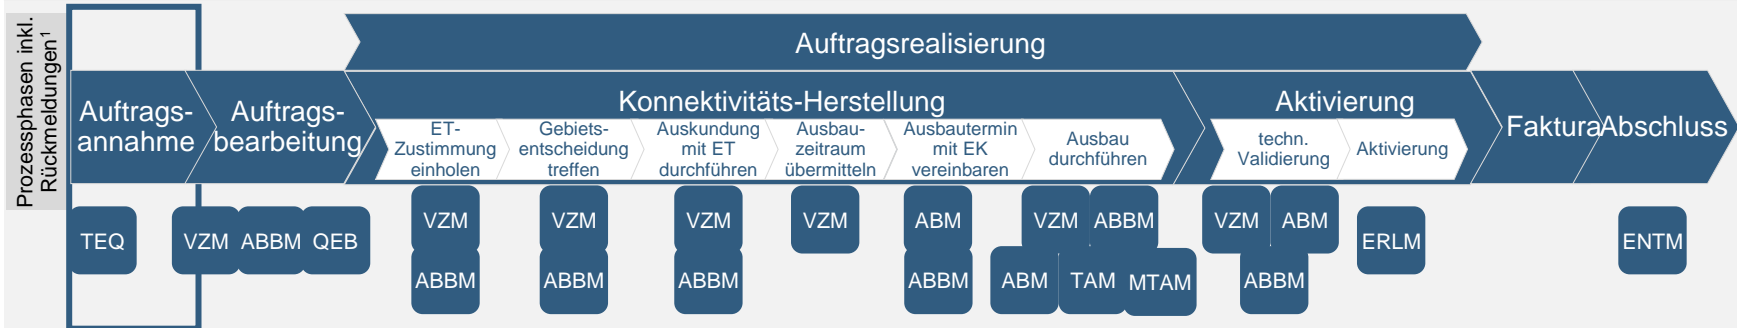 Prozessphasen inkl.
Rückmeldungen¹
Auftragsrealisierung
Auftrags-
annahme
Auftrags-
bearbeitung
Konnektivitäts-Herstellung
ET-
Zustimmung
einholen
Gebiets-
entscheidung
treffen
Auskundung
mit ET
durchführen
Ausbau-
zeitraum
übermitteln
Ausbautermin
mit EK
vereinbaren
Ausbau
durchführen
Aktivierung
techn.
Validierung
Aktivierung
Faktura
Abschluss
TEQ
VZM
ABBM
QEB
VZM
ABBM
VZM
ABBM
VZM
ABBM
VZM
ABM
ABBM
VZM
ABBM
ABM
TAM
MTAM
VZM
ABM
ABBM
ERLM
ENTM